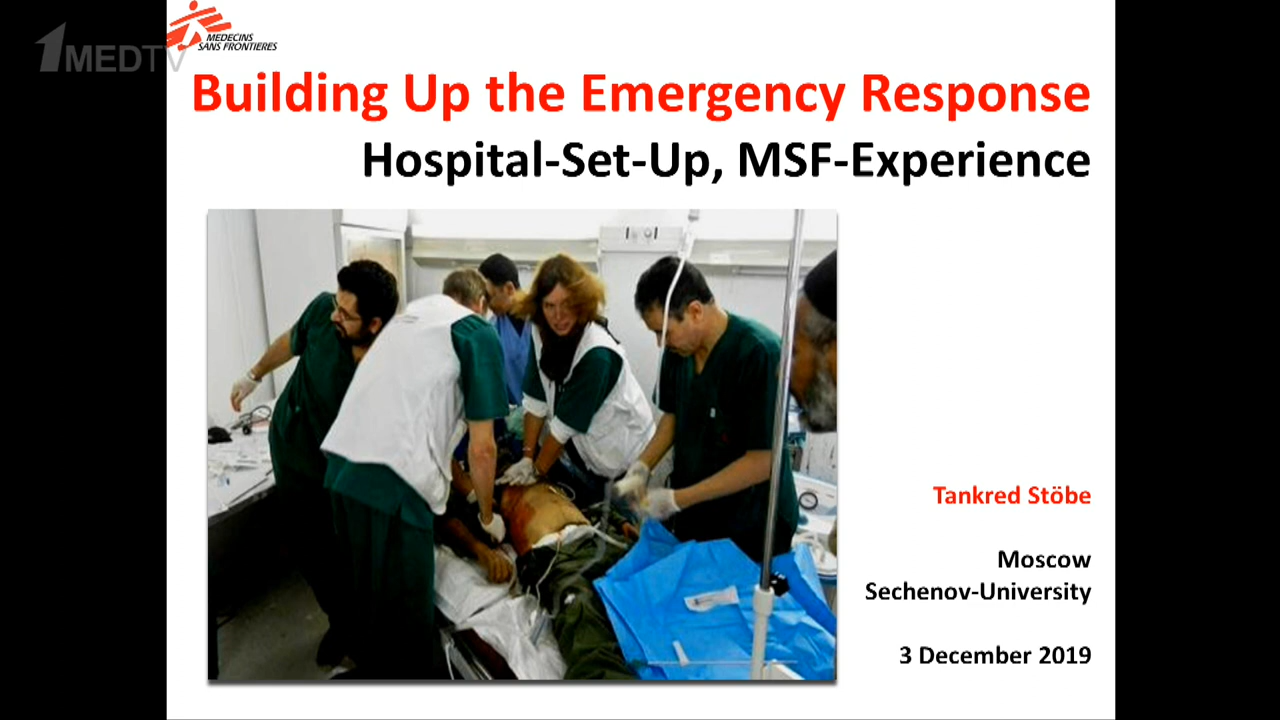 1MEDTV
MEDECINS
SANS FRONTIERES
Building Up the Emergency Response
Hospital-Set-Up, MSF-Experience
Tankred Stöbe
Moscow
Sechenov-University
3 December 2019